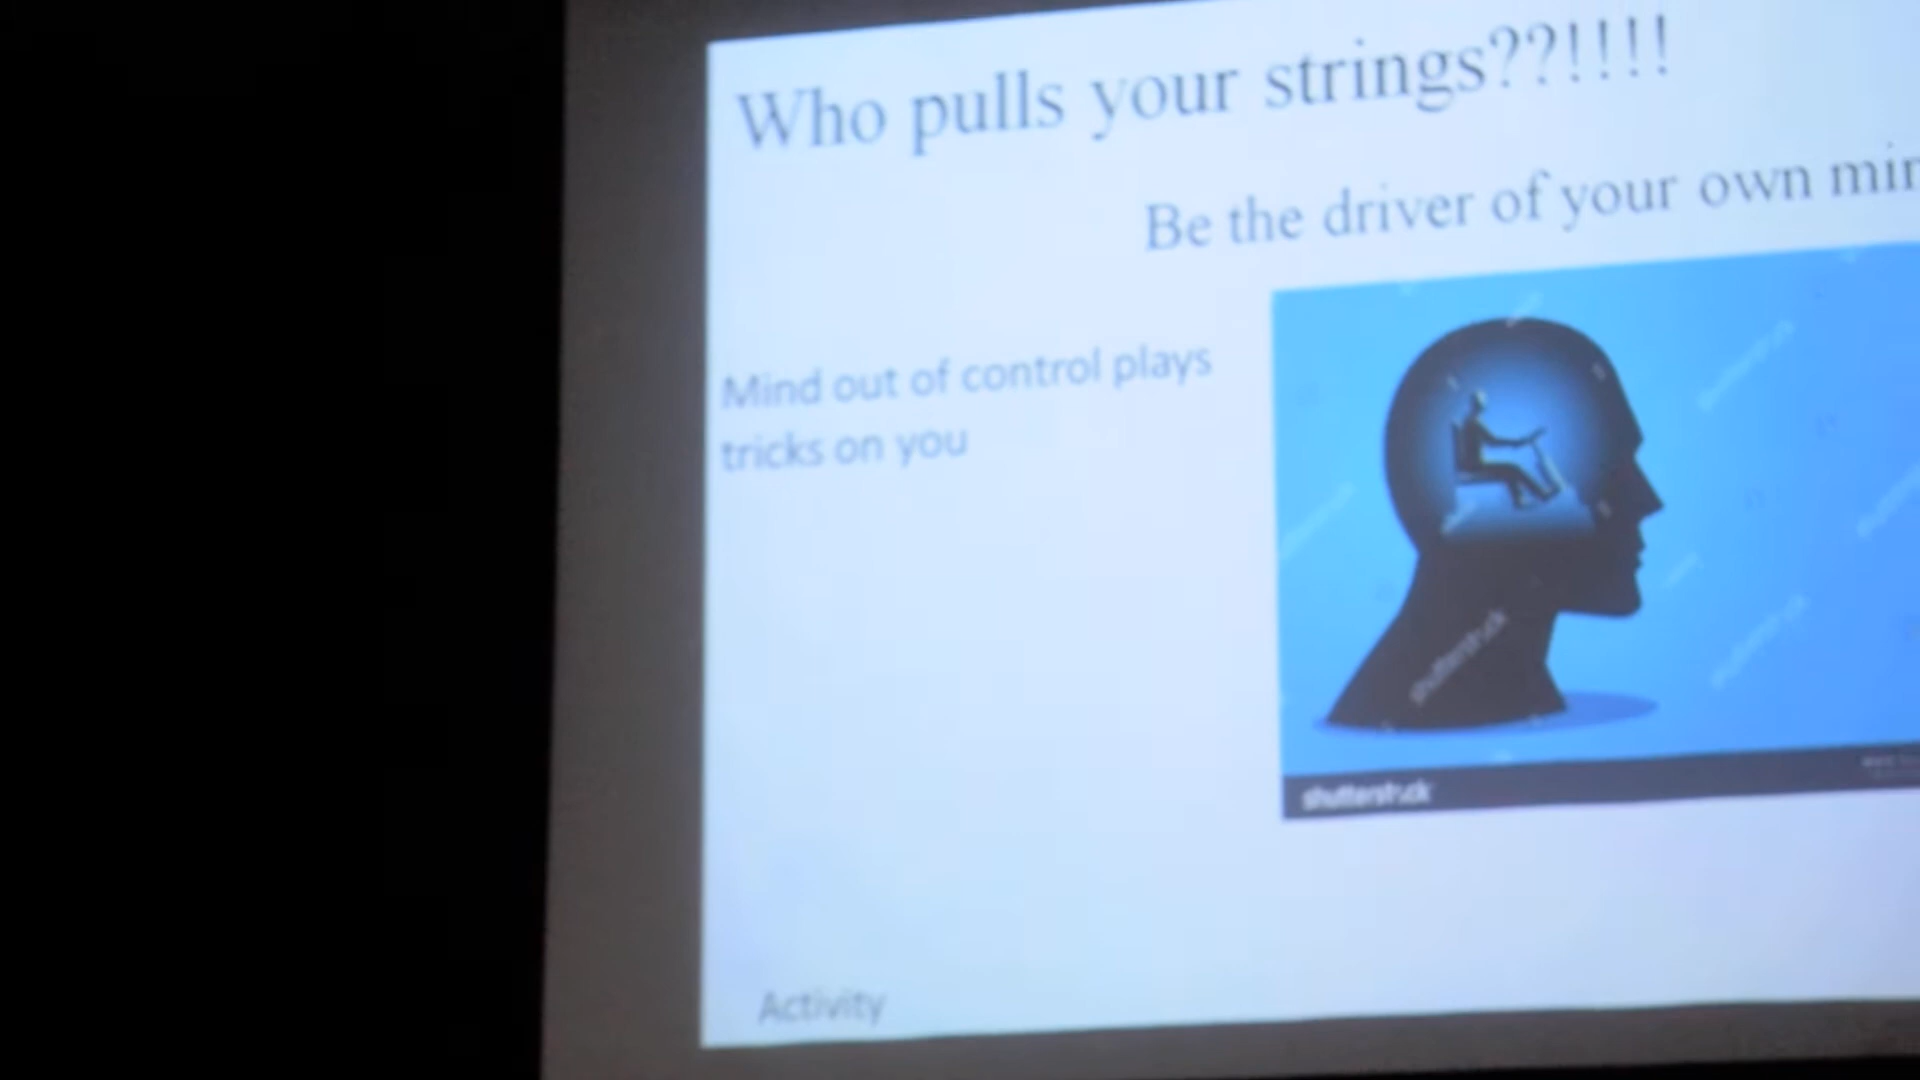 Who pulls your strings??!!!!
Be the driver of your own
Mind out of control plays
tricks on you
shutterstock
shutterstock
Activity